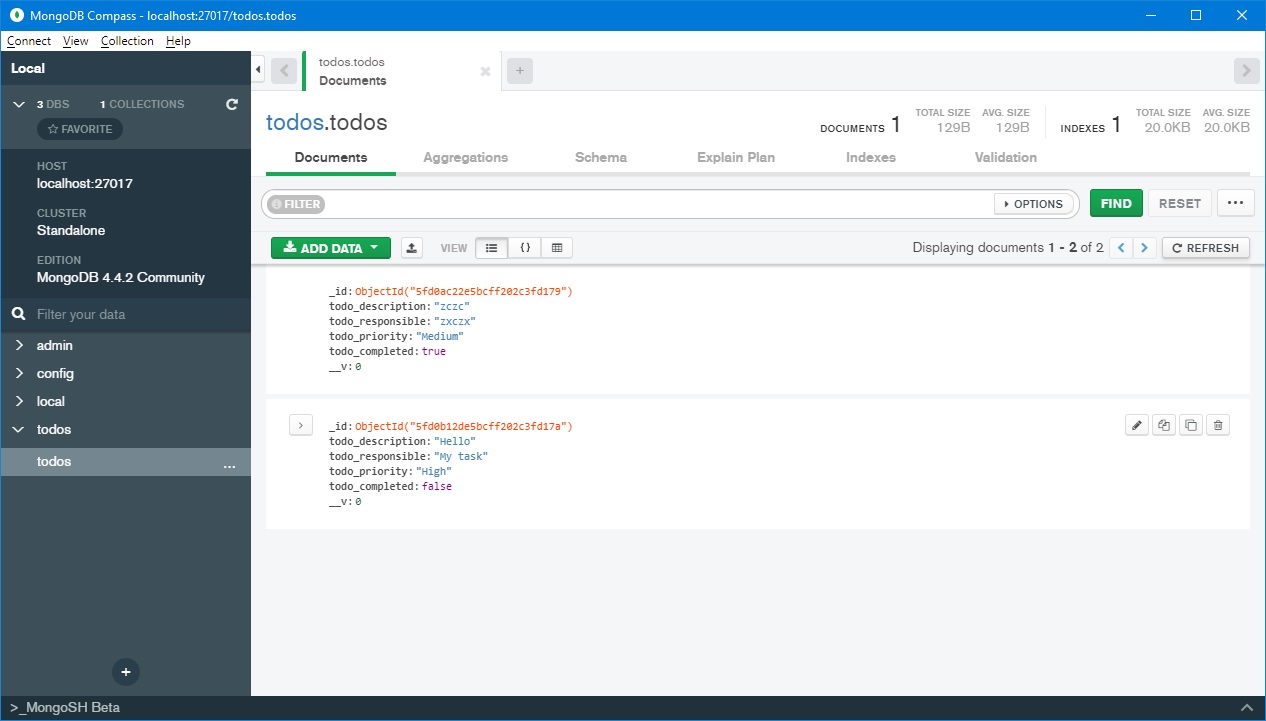 MongoDB Compass - localhost:27017/todos.todos
Connect View Collection Help
Local
3 DBS 1 COLLECTIONS
FAVORITE
HOST
localhost:27017
CLUSTER
Standalone
EDITION
MongoDB 4.4.2 Community
Filter your data
admin
config
local
todos
todos ...
>_MongoSH Beta
todos.todos
Documents
todos.todos
DOCUMENTS 1 TOTAL SIZE 129B AVG. SIZE 129B INDEXES 1 TOTAL SIZE 20.0KB AVG. SIZE 20.0KB
Documents Aggregations Schema Explain Plan Indexes Validation
FILTER OPTIONS FIND RESET ...
ADD DATA VIEW {} Displaying documents 1 - 2 of 2 REFRESH
_id: ObjectId("5fd0ac22e5bcff202c3fd179")
todo_description: "zczc"
todo_responsible: "zxczx"
todo_priority: "Medium"
todo_completed: true
__v: 0
_id: ObjectId("5fd0b12de5bcff202c3fd17a")
todo_description: "Hello"
todo_responsible: "My task"
todo_priority: "High"
todo_completed: false
__v: 0